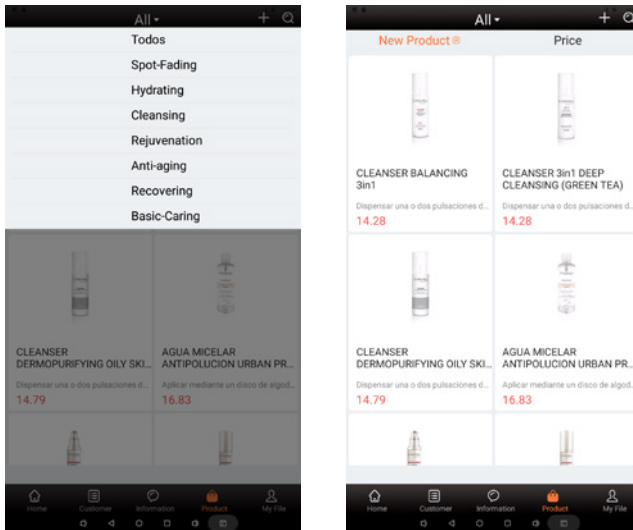 All
Todos
Spot-Fading
Hydrating
Cleansing
Rejuvenation
Anti-aging
Recovering
Basic-Caring
CLEANSER
DERMOPURIFYING OILY SKI...
Dispensar una o dos pulsaciones d...
14.79
AGUA MICELAR
ANTIPOLUCION URBAN PR...
Aplicar mediante un disco de algod...
16.83
Home
Customer
Information
Product
My File
All
New Product
Price
CLEANSER BALANCING
3in1
Dispensar una o dos pulsaciones d...
14.28
CLEANSER 3in1 DEEP
CLEANSING (GREEN TEA)
Dispensar una o dos pulsaciones d...
14.28
CLEANSER
DERMOPURIFYING OILY SKI...
Dispensar una o dos pulsaciones d...
14.79
AGUA MICELAR
ANTIPOLUCION URBAN PR...
Aplicar mediante un disco de algod...
16.83
Home
Customer
Information
Product
My File